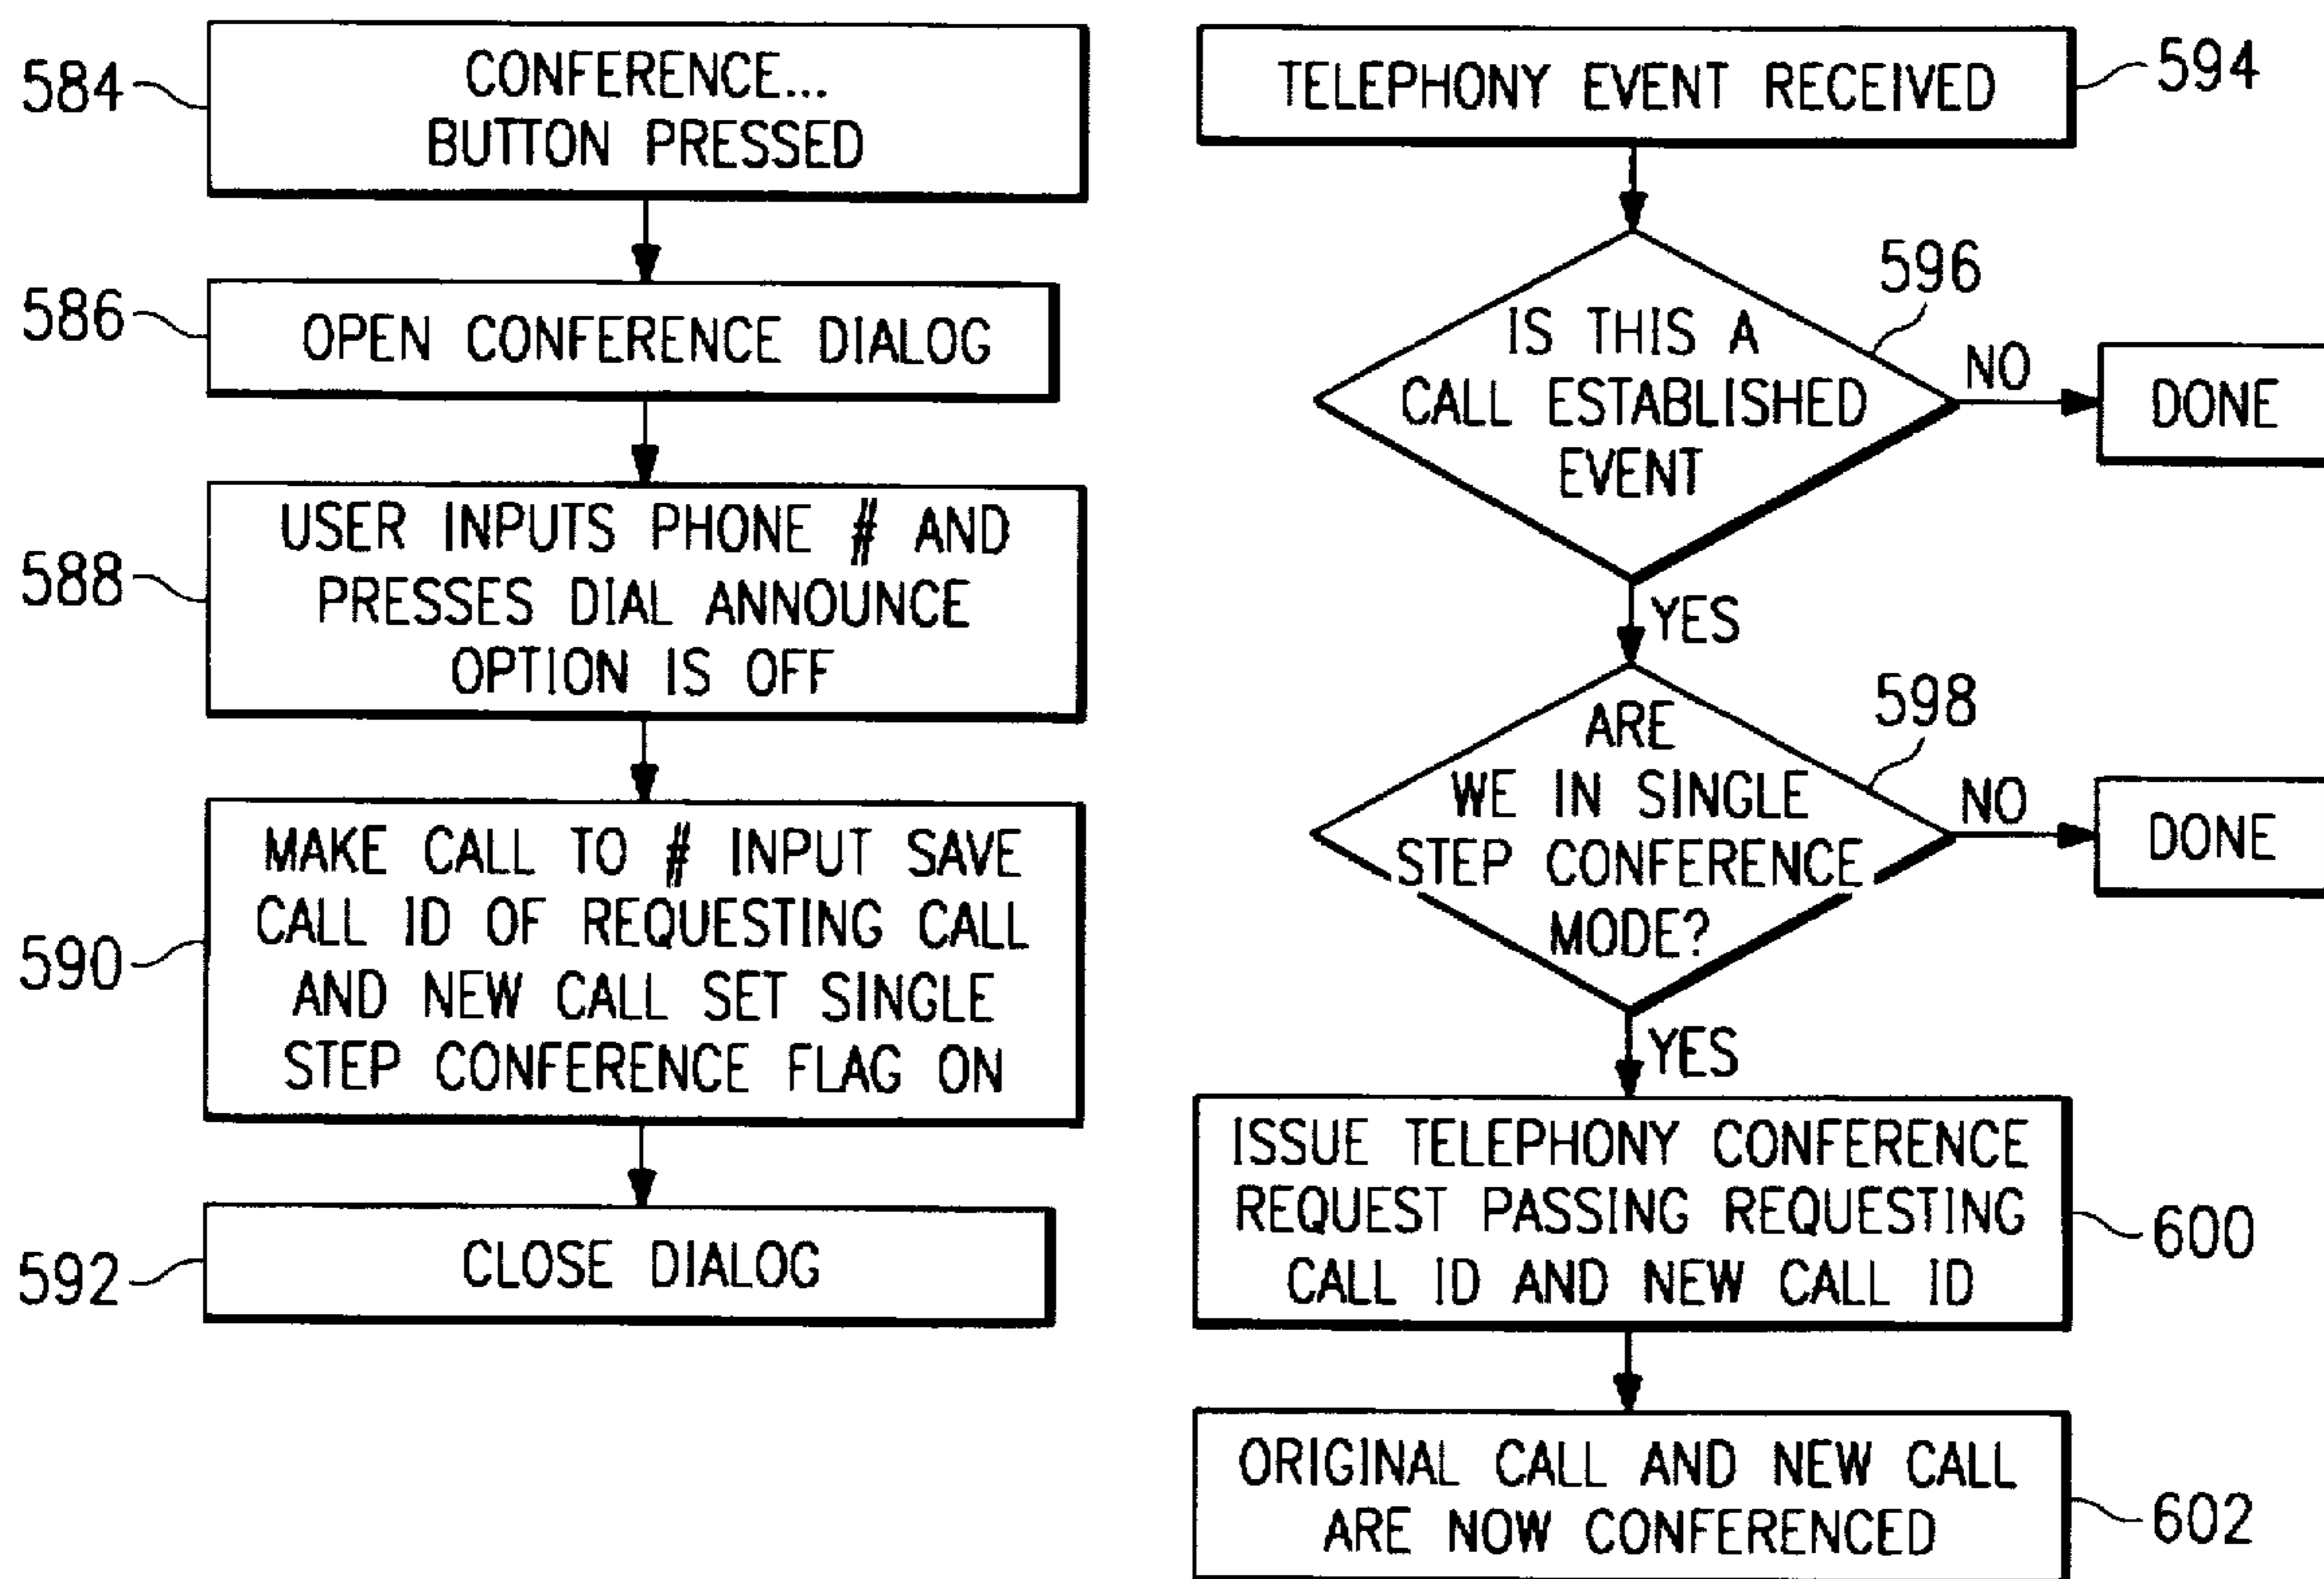 584
CONFERENCE...
BUTTON PRESSED
586
OPEN CONFERENCE DIALOG
588
USER INPUTS PHONE # AND
PRESSES DIAL ANNOUNCE
OPTION IS OFF
590
MAKE CALL TO # INPUT SAVE
CALL ID OF REQUESTING CALL
AND NEW CALL SET SINGLE
STEP CONFERENCE FLAG ON
592
CLOSE DIALOG
TELEPHONY EVENT RECEIVED
594
596
IS THIS A
CALL ESTABLISHED
EVENT
NO
DONE
YES
598
ARE
WE IN SINGLE
STEP CONFERENCE
MODE?
NO
DONE
YES
ISSUE TELEPHONY CONFERENCE
REQUEST PASSING REQUESTING
CALL ID AND NEW CALL ID
600
ORIGINAL CALL AND NEW CALL
ARE NOW CONFERENCED
602